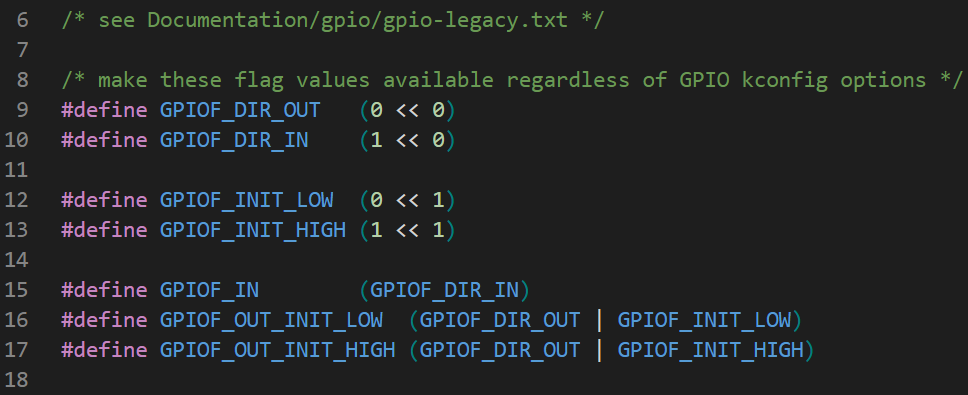 6 /* see Documentation/gpio/gpio-legacy.txt */
7
8 /* make these flag values available regardless of GPIO kconfig options */
9 #define GPIOF_DIR_OUT   (0 << 0)
10 #define GPIOF_DIR_IN    (1 << 0)
11
12 #define GPIOF_INIT_LOW  (0 << 1)
13 #define GPIOF_INIT_HIGH (1 << 1)
14
15 #define GPIOF_IN        (GPIOF_DIR_IN)
16 #define GPIOF_OUT_INIT_LOW  (GPIOF_DIR_OUT | GPIOF_INIT_LOW)
17 #define GPIOF_OUT_INIT_HIGH (GPIOF_DIR_OUT | GPIOF_INIT_HIGH)
18